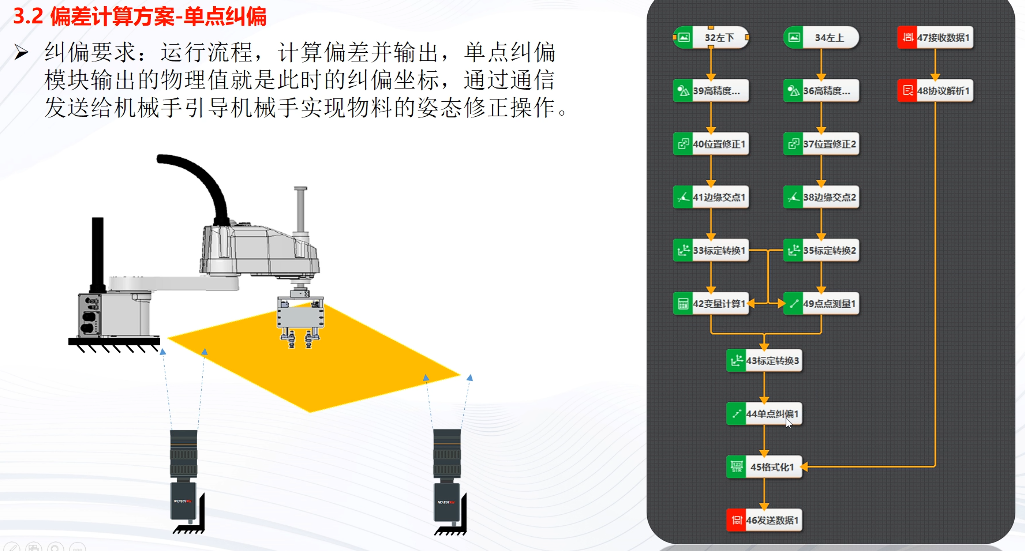 3.2 偏差计算方案-单点纠偏
➢ 纠偏要求：运行流程，计算偏差并输出，单点纠偏
模块输出的物理值就是此时的纠偏坐标，通过通信
发送给机械手引导机械手实现物料的姿态修正操作。
32左下
34左上
47接收数据1
39高精度...
36高精度...
48协议解析1
40位置修正1
37位置修正2
41边缘交点1
38边缘交点2
33标定转换1
35标定转换2
42变量计算1
49点点测量1
43标定转换3
44单点纠偏1
45格式化1
46发送数据1